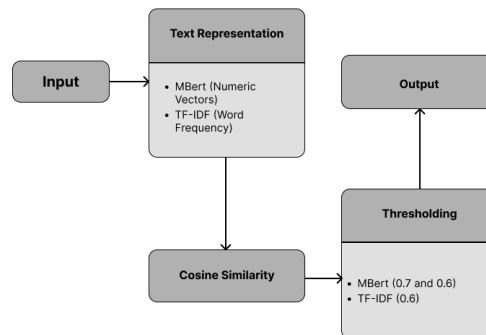 Text Representation
Input
• MBert (Numeric
Vectors)
• TF-IDF (Word
Frequency)
Output
Cosine Similarity
Thresholding
• MBert (0.7 and 0.6)
• TF-IDF (0.6)